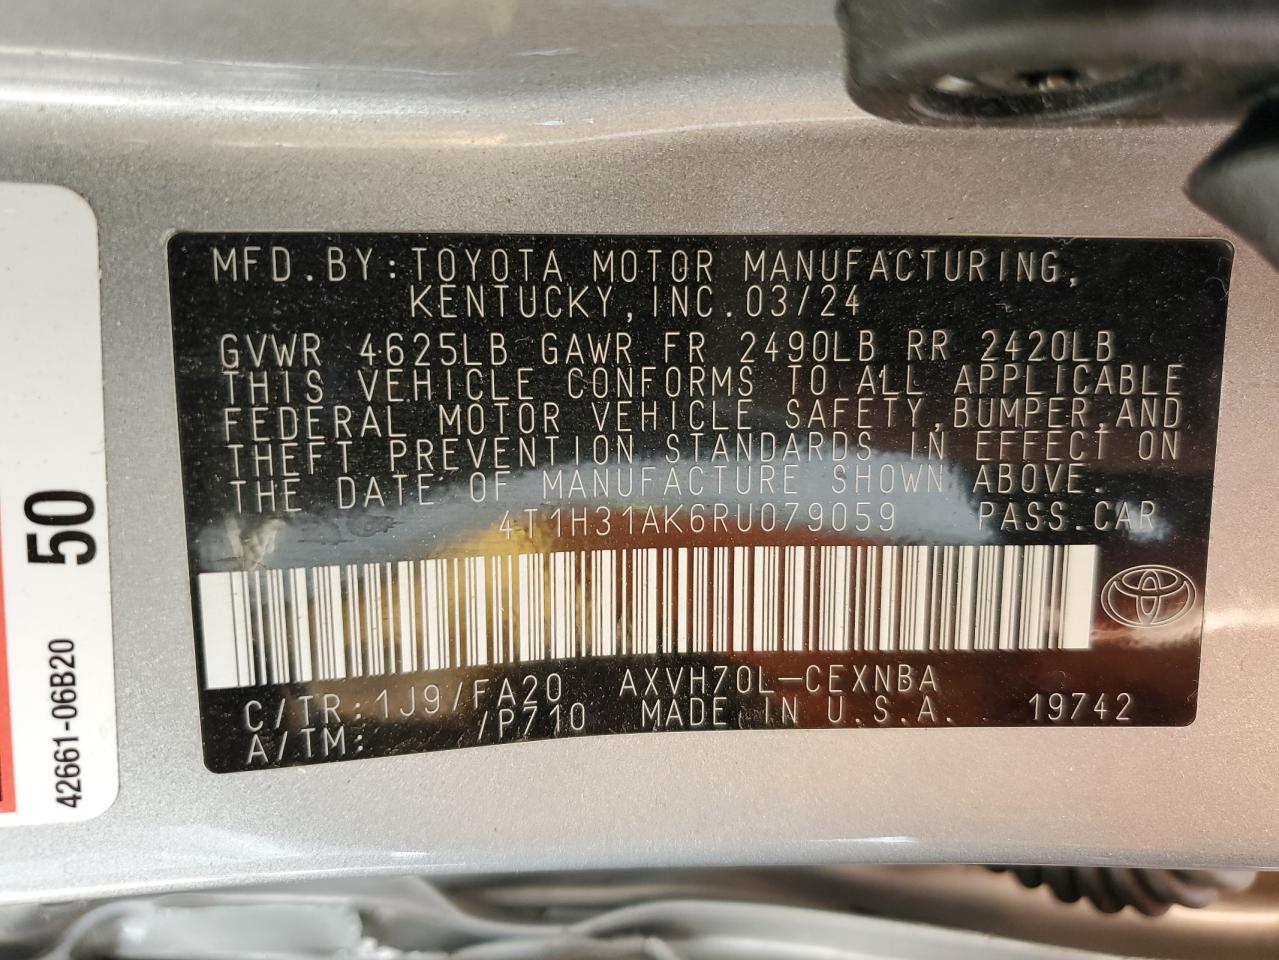 MFD.BY:TOYOTA MOTOR MANUFACTURING,
KENTUCKY,INC.03/24
GVWR 4625LB GAWR FR 2490LB RR 2420LB
THIS VEHICLE CONFORMS TO ALL APPLICABLE
FEDERAL MOTOR VEHICLE SAFETY,BUMPER,AND
THEFT PREVENTION STANDARDS IN EFFECT ON
THE DATE OF MANUFACTURE SHOWN ABOVE.
4T1H31AK6RU079059 PASS.CAR
C/TR:1J9/FA20 AXVH70L-CEXNBA
A/TM: /P710 MADE IN U.S.A. 19742
50
42661-06B20